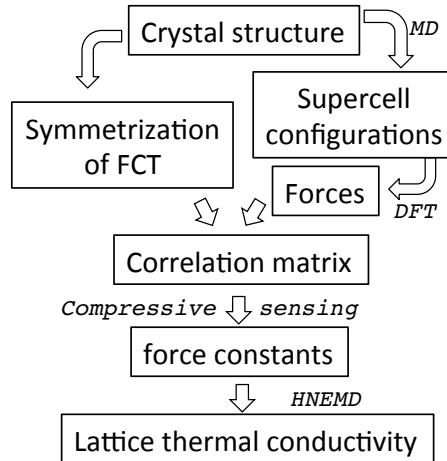 Crystal structure
MD
Symmetrization
of FCT
Supercell
configurations
Forces
DFT
Correlation matrix
Compressive sensing
force constants
HNEMD
Lattice thermal conductivity